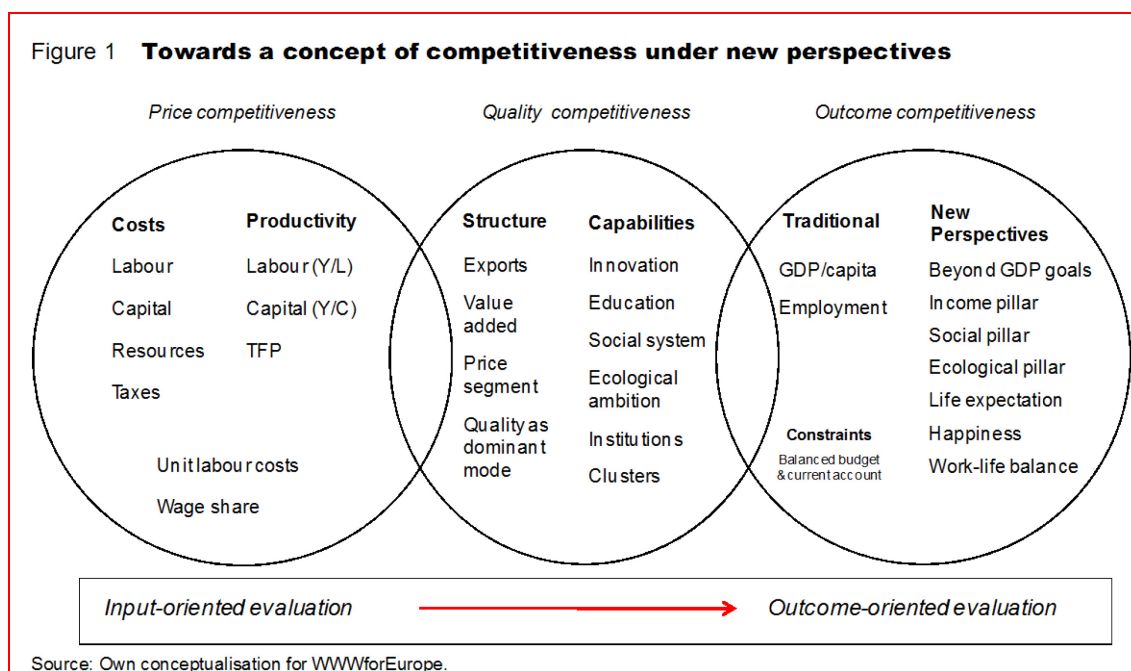 Figure 1 Towards a concept of competitiveness under new perspectives
Price competitiveness
Quality competitiveness
Outcome competitiveness
Costs
Labour
Capital
Resources
Taxes
Productivity
Labour (Y/L)
Capital (Y/C)
TFP
Unit labour costs
Wage share
Structure
Exports
Value
added
Price
segment
Quality as
dominant
mode
Capabilities
Innovation
Education
Social system
Ecological
ambition
Institutions
Clusters
Traditional
GDP/capita
Employment
Constraints
Balanced budget
& current account
New
Perspectives
Beyond GDP goals
Income pillar
Social pillar
Ecological pillar
Life expectation
Happiness
Work-life balance
Input-oriented evaluation
Outcome-oriented evaluation
Source: Own conceptualisation for WWWforEurope.